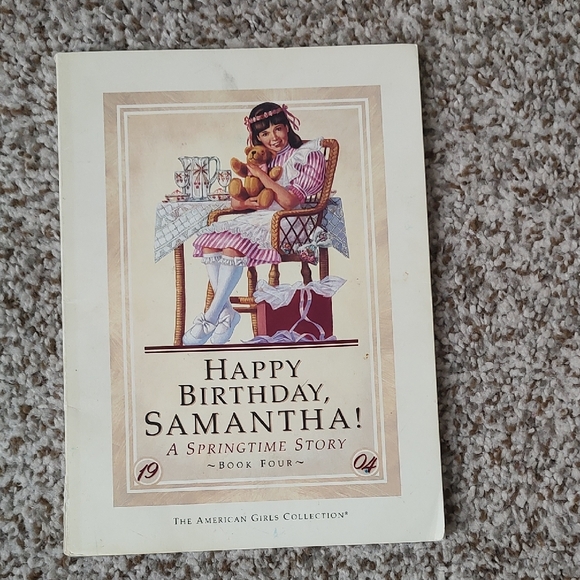 HAPPY
BIRTHDAY,
SAMANTHA!
A SPRINGTIME STORY
~BOOK FOUR~
19 04
THE AMERICAN GIRLS COLLECTION®